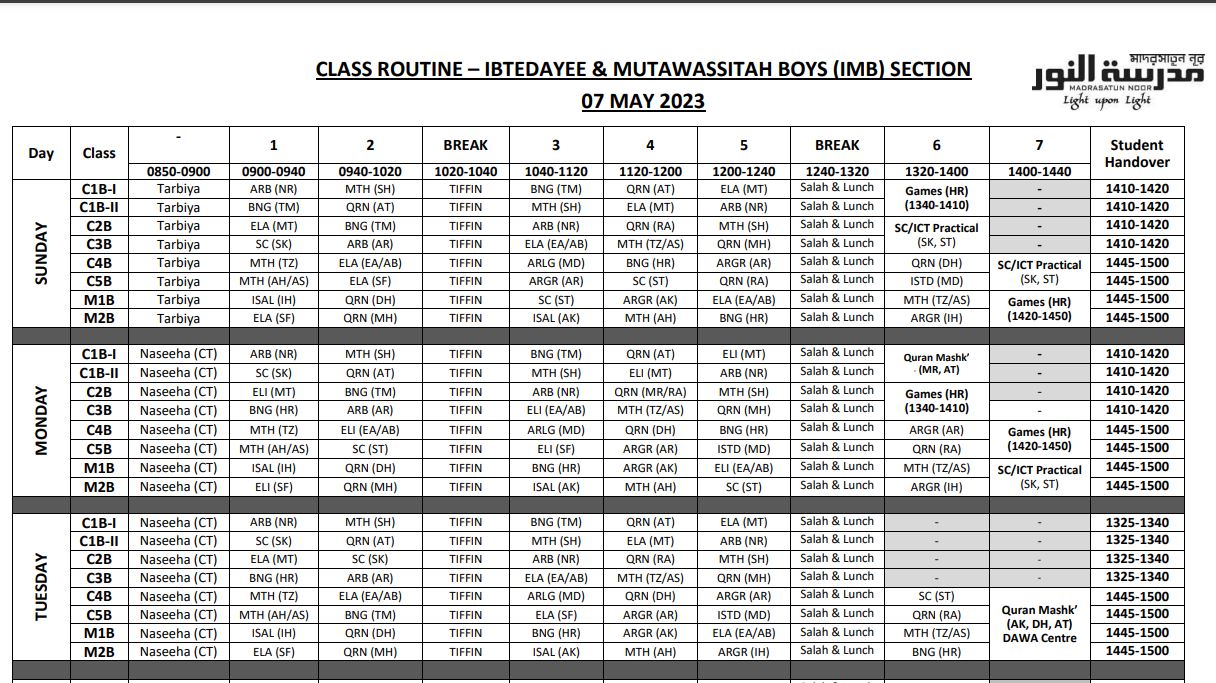 CLASS ROUTINE – IBTEDAYEE & MUTAWASSITAH BOYS (IMB) SECTION
07 MAY 2023
মাদরাসাতুন নূর
مدرسة النور
MADRASATUN NOOR
Light upon Light
Day Class - 1 2 BREAK 3 4 5 BREAK 6 7 Student Handover
0850-0900 0900-0940 0940-1020 1020-1040 1040-1120 1120-1200 1200-1240 1240-1320 1320-1400 1400-1440
SUNDAY
C1B-I Tarbiya ARB (NR) MTH (SH) TIFFIN BNG (TM) QRN (AT) ELA (MT) Salah & Lunch Games (HR) - 1410-1420
C1B-II Tarbiya BNG (TM) QRN (AT) TIFFIN MTH (SH) ELA (MT) ARB (NR) Salah & Lunch (1340-1410) - 1410-1420
C2B Tarbiya ELA (MT) BNG (TM) TIFFIN ARB (NR) QRN (RA) MTH (SH) Salah & Lunch SC/ICT Practical - 1410-1420
C3B Tarbiya SC (SK) ARB (AR) TIFFIN ELA (EA/AB) MTH (TZ/AS) QRN (MH) Salah & Lunch (SK, ST) - 1410-1420
C4B Tarbiya MTH (TZ) ELA (EA/AB) TIFFIN ARLG (MD) BNG (HR) ARGR (AR) Salah & Lunch QRN (DH) SC/ICT Practical 1445-1500
C5B Tarbiya MTH (AH/AS) ELA (SF) TIFFIN ARGR (AR) SC (ST) QRN (RA) Salah & Lunch ISTD (MD) (SK, ST) 1445-1500
M1B Tarbiya ISAL (IH) QRN (DH) TIFFIN SC (ST) ARGR (AK) ELA (EA/AB) Salah & Lunch MTH (TZ/AS) Games (HR) 1445-1500
M2B Tarbiya ELA (SF) QRN (MH) TIFFIN ISAL (AK) MTH (AH) BNG (HR) Salah & Lunch ARGR (IH) (1420-1450) 1445-1500
MONDAY
C1B-I Naseeha (CT) ARB (NR) MTH (SH) TIFFIN BNG (TM) QRN (AT) ELI (MT) Salah & Lunch Quran Mashk’ - 1410-1420
C1B-II Naseeha (CT) SC (SK) QRN (AT) TIFFIN MTH (SH) ELI (MT) ARB (NR) Salah & Lunch (MR, AT) - 1410-1420
C2B Naseeha (CT) ELI (MT) BNG (TM) TIFFIN ARB (NR) QRN (MR/RA) MTH (SH) Salah & Lunch Games (HR) - 1410-1420
C3B Naseeha (CT) BNG (HR) ARB (AR) TIFFIN ELI (EA/AB) MTH (TZ/AS) QRN (MH) Salah & Lunch (1340-1410) - 1410-1420
C4B Naseeha (CT) MTH (TZ) ELI (EA/AB) TIFFIN ARLG (MD) QRN (DH) BNG (HR) Salah & Lunch ARGR (AR) Games (HR) 1445-1500
C5B Naseeha (CT) MTH (AH/AS) SC (ST) TIFFIN ELI (SF) ARGR (AR) ISTD (MD) Salah & Lunch QRN (RA) (1420-1450) 1445-1500
M1B Naseeha (CT) ISAL (IH) QRN (DH) TIFFIN BNG (HR) ARGR (AK) ELI (EA/AB) Salah & Lunch MTH (TZ/AS) SC/ICT Practical 1445-1500
M2B Naseeha (CT) ELI (SF) QRN (MH) TIFFIN ISAL (AK) MTH (AH) SC (ST) Salah & Lunch ARGR (IH) (SK, ST) 1445-1500
TUESDAY
C1B-I Naseeha (CT) ARB (NR) MTH (SH) TIFFIN BNG (TM) QRN (AT) ELA (MT) Salah & Lunch - - 1325-1340
C1B-II Naseeha (CT) SC (SK) QRN (AT) TIFFIN MTH (SH) ELA (MT) ARB (NR) Salah & Lunch - - 1325-1340
C2B Naseeha (CT) ELA (MT) SC (SK) TIFFIN ARB (NR) QRN (RA) MTH (SH) Salah & Lunch - - 1325-1340
C3B Naseeha (CT) BNG (HR) ARB (AR) TIFFIN ELA (EA/AB) MTH (TZ/AS) QRN (MH) Salah & Lunch - - 1325-1340
C4B Naseeha (CT) MTH (TZ) ELA (EA/AB) TIFFIN ARLG (MD) QRN (DH) ARGR (AR) Salah & Lunch SC (ST) 1445-1500
C5B Naseeha (CT) MTH (AH/AS) BNG (TM) TIFFIN ELA (SF) ARGR (AR) ISTD (MD) Salah & Lunch QRN (RA) Quran Mashk’ 1445-1500
M1B Naseeha (CT) ISAL (IH) QRN (DH) TIFFIN BNG (HR) ARGR (AK) ELA (EA/AB) Salah & Lunch MTH (TZ/AS) (AK, DH, AT) 1445-1500
M2B Naseeha (CT) ELA (SF) QRN (MH) TIFFIN ISAL (AK) MTH (AH) ARGR (IH) Salah & Lunch BNG (HR) DAWA Centre 1445-1500